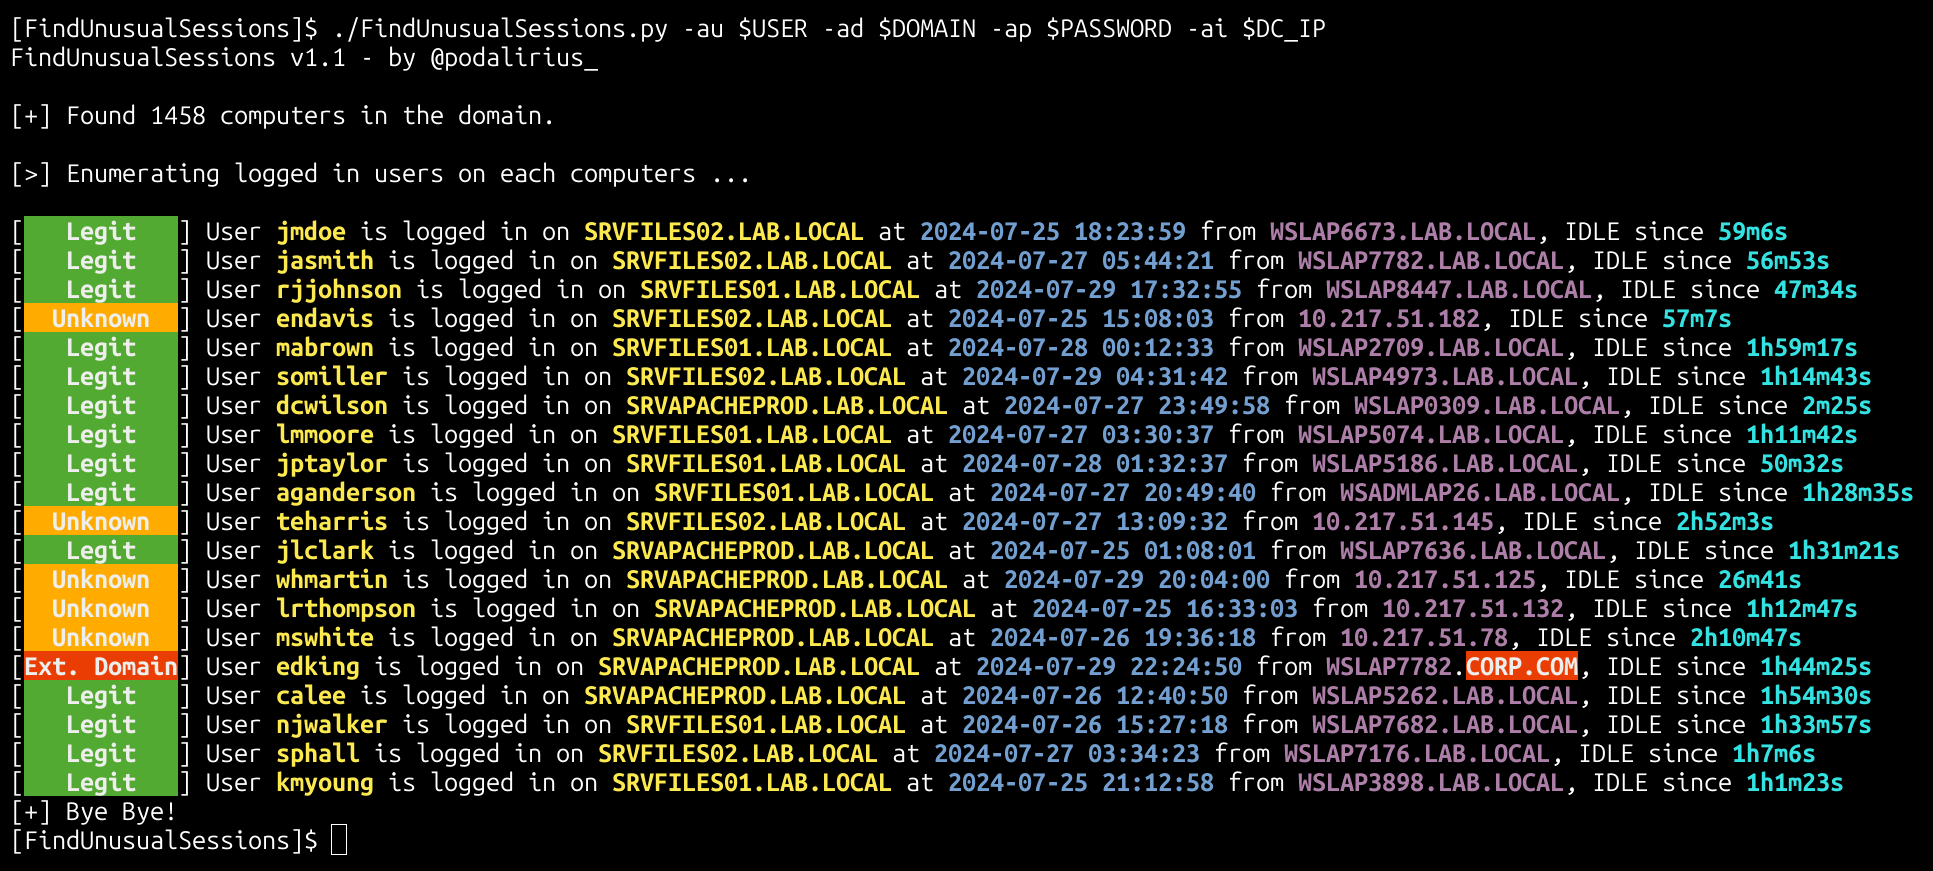 [FindUnusualSessions]$ ./FindUnusualSessions.py -au $USER -ad $DOMAIN -ap $PASSWORD -ai $DC_IP
FindUnusualSessions v1.1 - by @podalirius_
[+] Found 1458 computers in the domain.
[>] Enumerating logged in users on each computers ...
[   Legit   ] User jmdoe is logged in on SRVFILES02.LAB.LOCAL at 2024-07-25 18:23:59 from WSLAP6673.LAB.LOCAL, IDLE since 59m6s
[   Legit   ] User jasmith is logged in on SRVFILES02.LAB.LOCAL at 2024-07-27 05:44:21 from WSLAP7782.LAB.LOCAL, IDLE since 56m53s
[   Legit   ] User rjjohnson is logged in on SRVFILES01.LAB.LOCAL at 2024-07-29 17:32:55 from WSLAP8447.LAB.LOCAL, IDLE since 47m34s
[  Unknown  ] User endavis is logged in on SRVFILES02.LAB.LOCAL at 2024-07-25 15:08:03 from 10.217.51.182, IDLE since 57m7s
[   Legit   ] User mabrown is logged in on SRVFILES01.LAB.LOCAL at 2024-07-28 00:12:33 from WSLAP2709.LAB.LOCAL, IDLE since 1h59m17s
[   Legit   ] User somiller is logged in on SRVFILES02.LAB.LOCAL at 2024-07-29 04:31:42 from WSLAP4973.LAB.LOCAL, IDLE since 1h14m43s
[   Legit   ] User dcwilson is logged in on SRVAPACHEPROD.LAB.LOCAL at 2024-07-27 23:49:58 from WSLAP0309.LAB.LOCAL, IDLE since 2m25s
[   Legit   ] User lmmoore is logged in on SRVFILES01.LAB.LOCAL at 2024-07-27 03:30:37 from WSLAP5074.LAB.LOCAL, IDLE since 1h11m42s
[   Legit   ] User jptaylor is logged in on SRVFILES01.LAB.LOCAL at 2024-07-28 01:32:37 from WSLAP5186.LAB.LOCAL, IDLE since 50m32s
[   Legit   ] User aganderson is logged in on SRVFILES01.LAB.LOCAL at 2024-07-27 20:49:40 from WSADMLAP26.LAB.LOCAL, IDLE since 1h28m35s
[  Unknown  ] User teharris is logged in on SRVFILES02.LAB.LOCAL at 2024-07-27 13:09:32 from 10.217.51.145, IDLE since 2h52m3s
[   Legit   ] User jlclark is logged in on SRVAPACHEPROD.LAB.LOCAL at 2024-07-25 01:08:01 from WSLAP7636.LAB.LOCAL, IDLE since 1h31m21s
[  Unknown  ] User whmartin is logged in on SRVAPACHEPROD.LAB.LOCAL at 2024-07-29 20:04:00 from 10.217.51.125, IDLE since 26m41s
[  Unknown  ] User lrthompson is logged in on SRVAPACHEPROD.LAB.LOCAL at 2024-07-25 16:33:03 from 10.217.51.132, IDLE since 1h12m47s
[  Unknown  ] User mswhite is logged in on SRVAPACHEPROD.LAB.LOCAL at 2024-07-26 19:36:18 from 10.217.51.78, IDLE since 2h10m47s
[Ext. Domain] User edking is logged in on SRVAPACHEPROD.LAB.LOCAL at 2024-07-29 22:24:50 from WSLAP7782.CORP.COM, IDLE since 1h44m25s
[   Legit   ] User calee is logged in on SRVAPACHEPROD.LAB.LOCAL at 2024-07-26 12:40:50 from WSLAP5262.LAB.LOCAL, IDLE since 1h54m30s
[   Legit   ] User njwalker is logged in on SRVFILES01.LAB.LOCAL at 2024-07-26 15:27:18 from WSLAP7682.LAB.LOCAL, IDLE since 1h33m57s
[   Legit   ] User sphall is logged in on SRVFILES02.LAB.LOCAL at 2024-07-27 03:34:23 from WSLAP7176.LAB.LOCAL, IDLE since 1h7m6s
[   Legit   ] User kmyoung is logged in on SRVFILES01.LAB.LOCAL at 2024-07-25 21:12:58 from WSLAP3898.LAB.LOCAL, IDLE since 1h1m23s
[+] Bye Bye!
[FindUnusualSessions]$